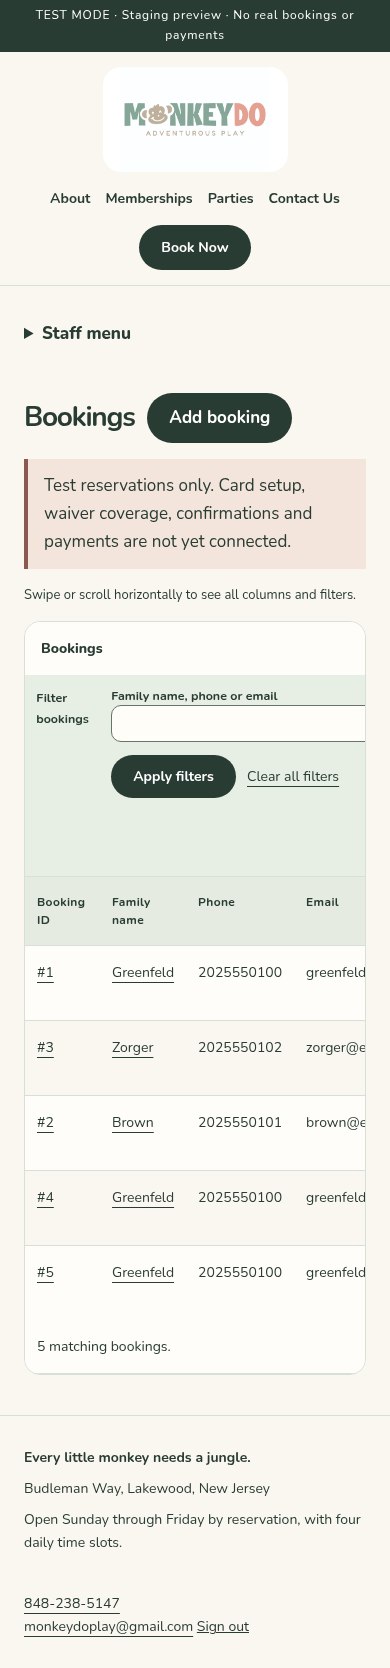 TEST MODE · Staging preview · No real bookings or
payments
MONKEYDO
ADVENTUROUS PLAY
About Memberships Parties Contact Us
Book Now
Staff menu
Bookings Add booking
Test reservations only. Card setup,
waiver coverage, confirmations and
payments are not yet connected.
Swipe or scroll horizontally to see all columns and filters.
Bookings
Filter
bookings
Family name, phone or email
Apply filters Clear all filters
Booking
ID
Family
name
Phone
Email
#1 Greenfeld 2025550100 greenfeld
#3 Zorger 2025550102 zorger@e
#2 Brown 2025550101 brown@e
#4 Greenfeld 2025550100 greenfeld
#5 Greenfeld 2025550100 greenfeld
5 matching bookings.
Every little monkey needs a jungle.
Budleman Way, Lakewood, New Jersey
Open Sunday through Friday by reservation, with four
daily time slots.
848-238-5147
monkeydoplay@gmail.com Sign out